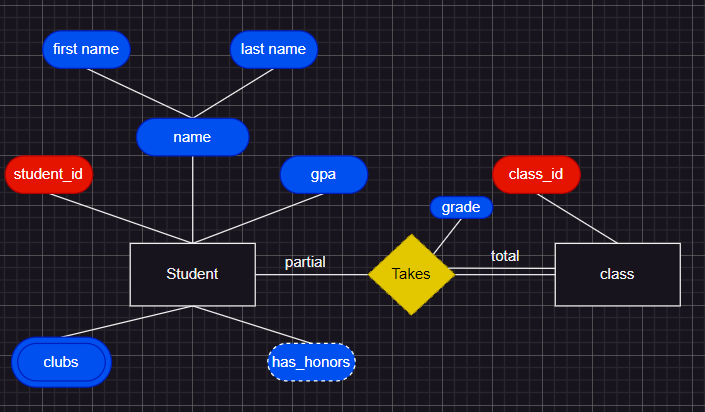 first name
last name
name
student_id
gpa
class_id
grade
Student
partial
Takes
total
class
clubs
has_honors